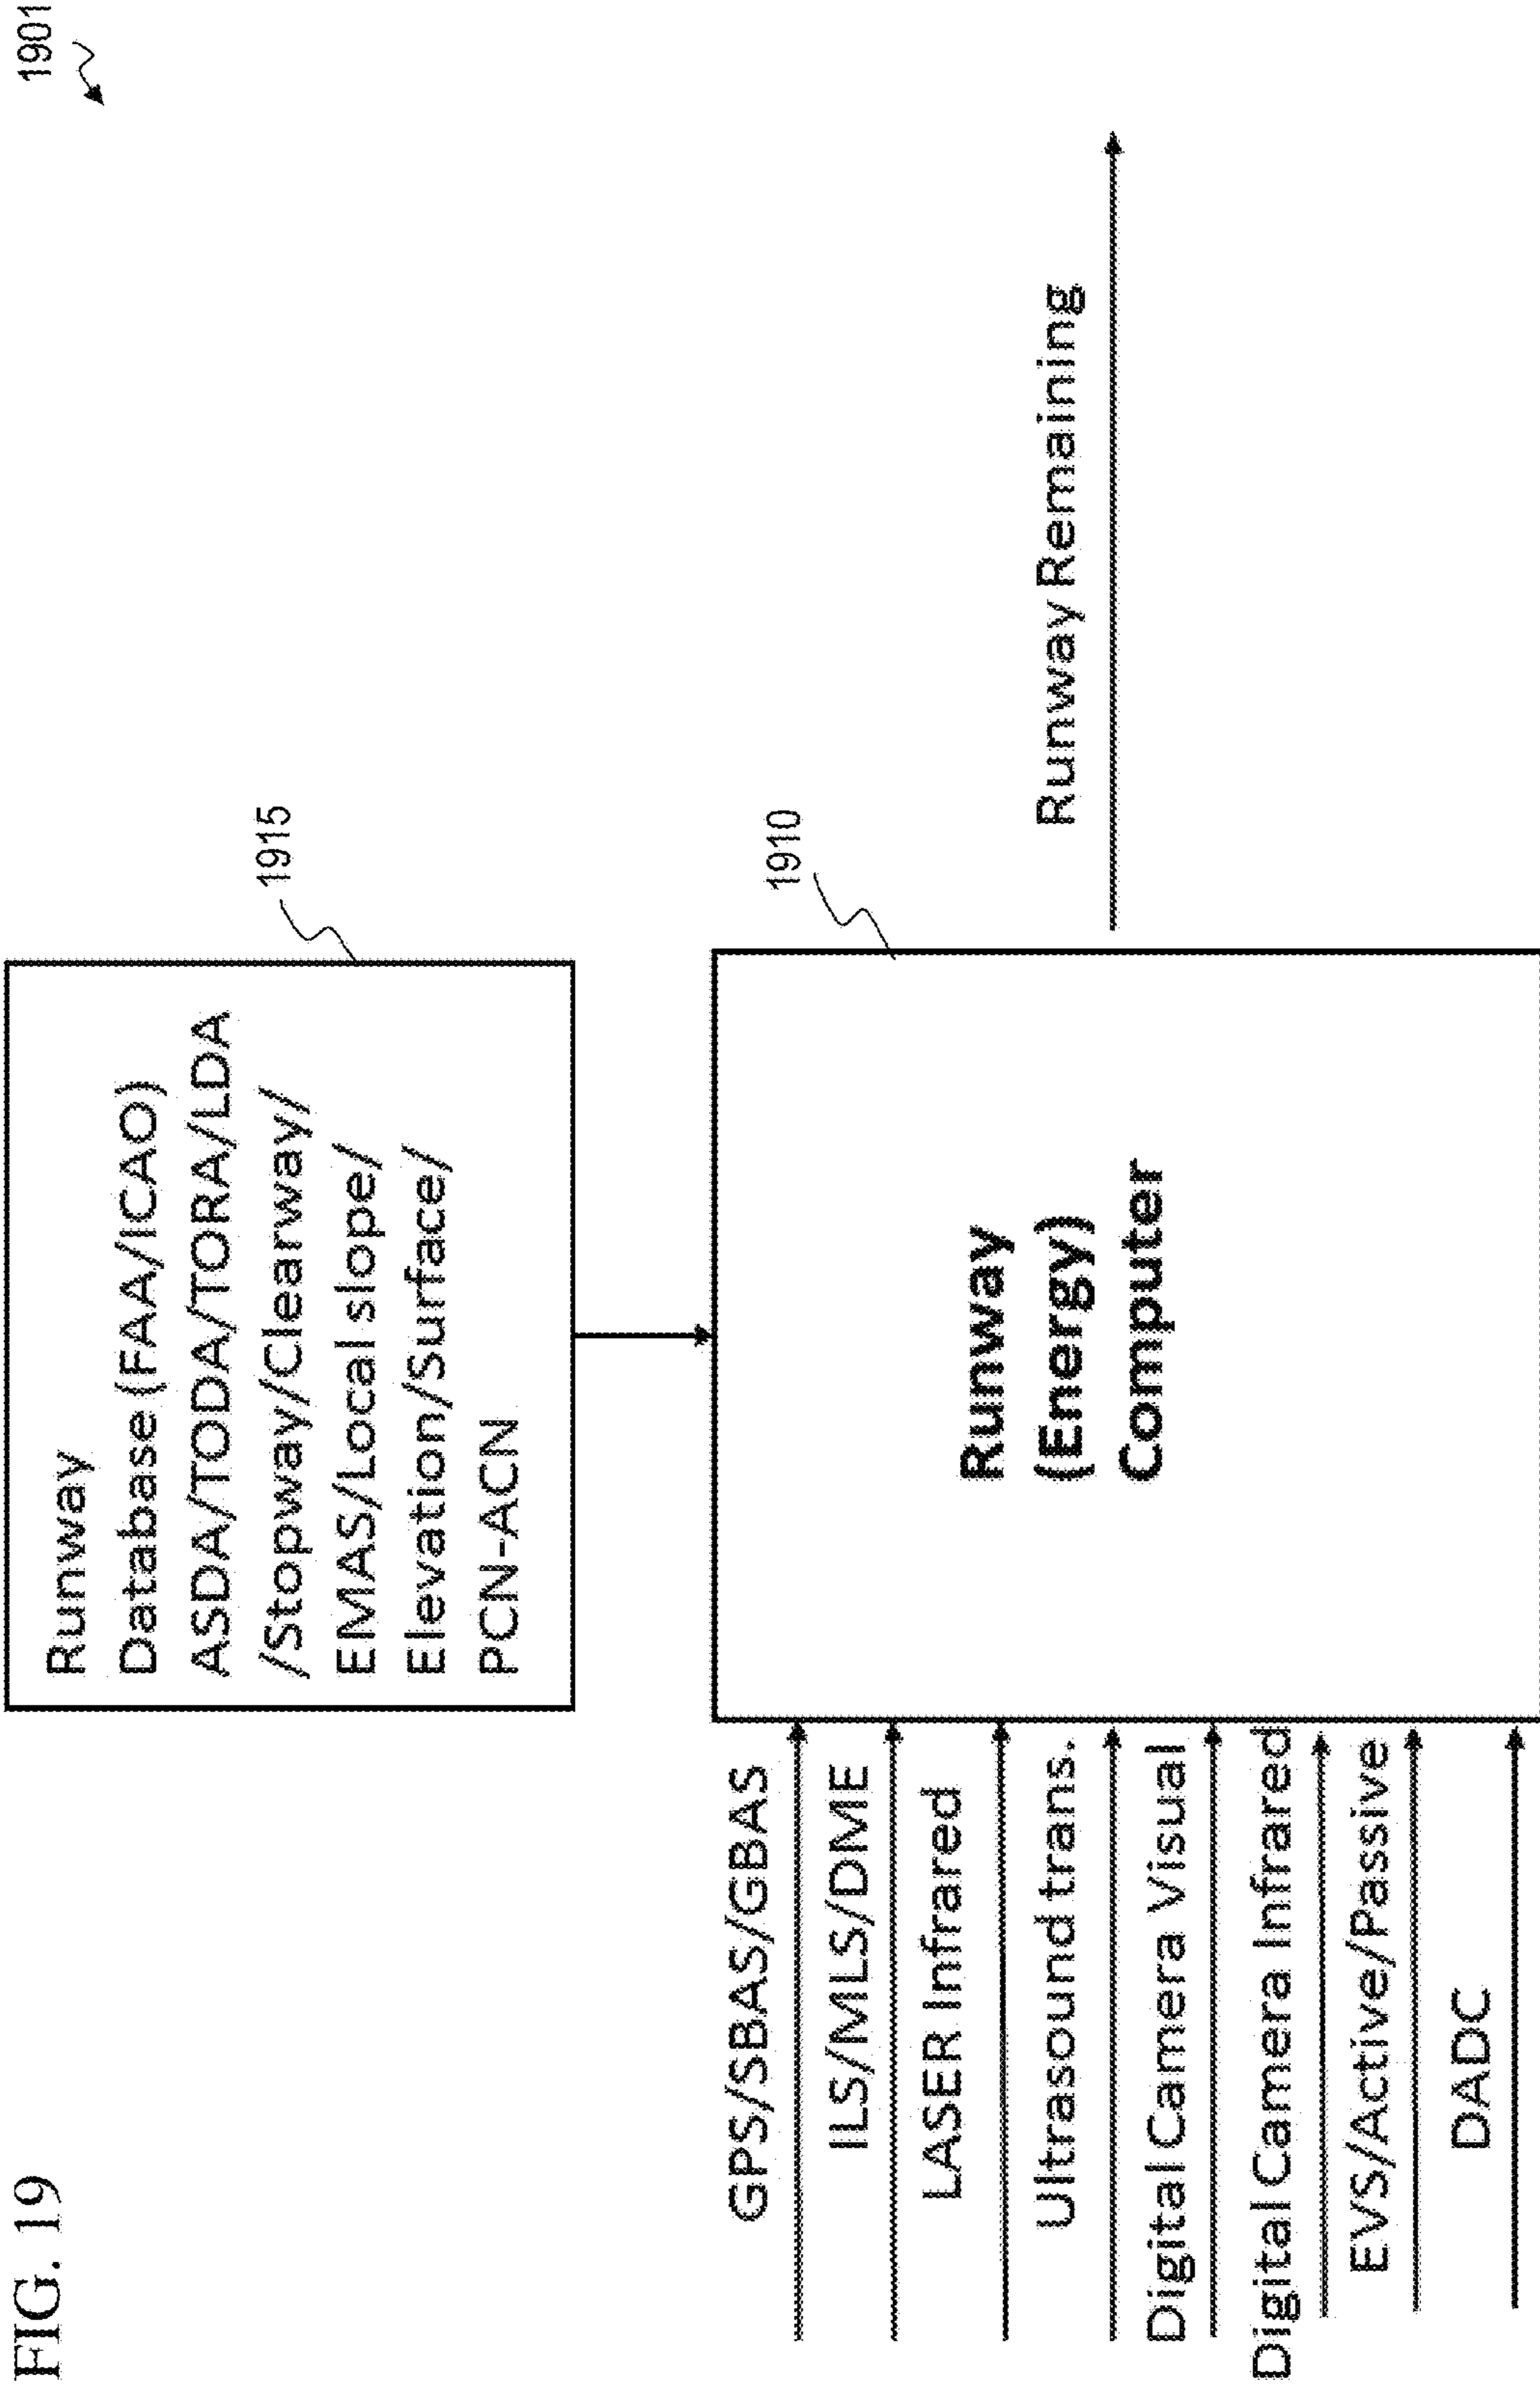 FIG. 19
1901
Runway
Database (FAA/ICAO)
ASDA/TODA/TORA/LDA
/Stopway/Clearway/
EMAS/Local slope/
Elevation/Surface/
PCN-ACN
1915
GPS/SBAS/GBAS
ILS/MLS/DME
LASER Infrared
Ultrasound trans.
Digital Camera Visual
Digital Camera Infrared
EVS/Active/Passive
DADC
Runway
(Energy)
Computer
1910
Runway Remaining